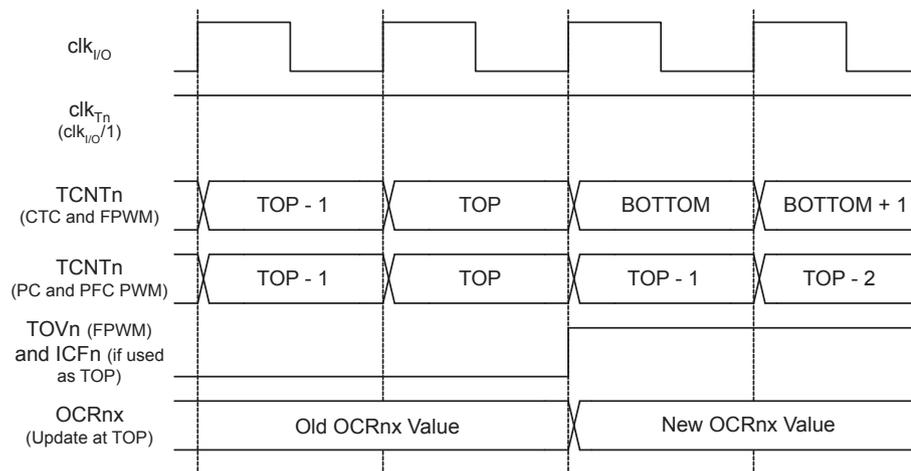 clkI/O
clkTn
(clkI/O/1)
TCNTn
(CTC and FPWM)
TOP - 1
TOP
BOTTOM
BOTTOM + 1
TCNTn
(PC and PFC PWM)
TOP - 1
TOP
TOP - 1
TOP - 2
TOVn (FPWM)
and ICFn (if used
as TOP)
OCRnx
(Update at TOP)
Old OCRnx Value
New OCRnx Value